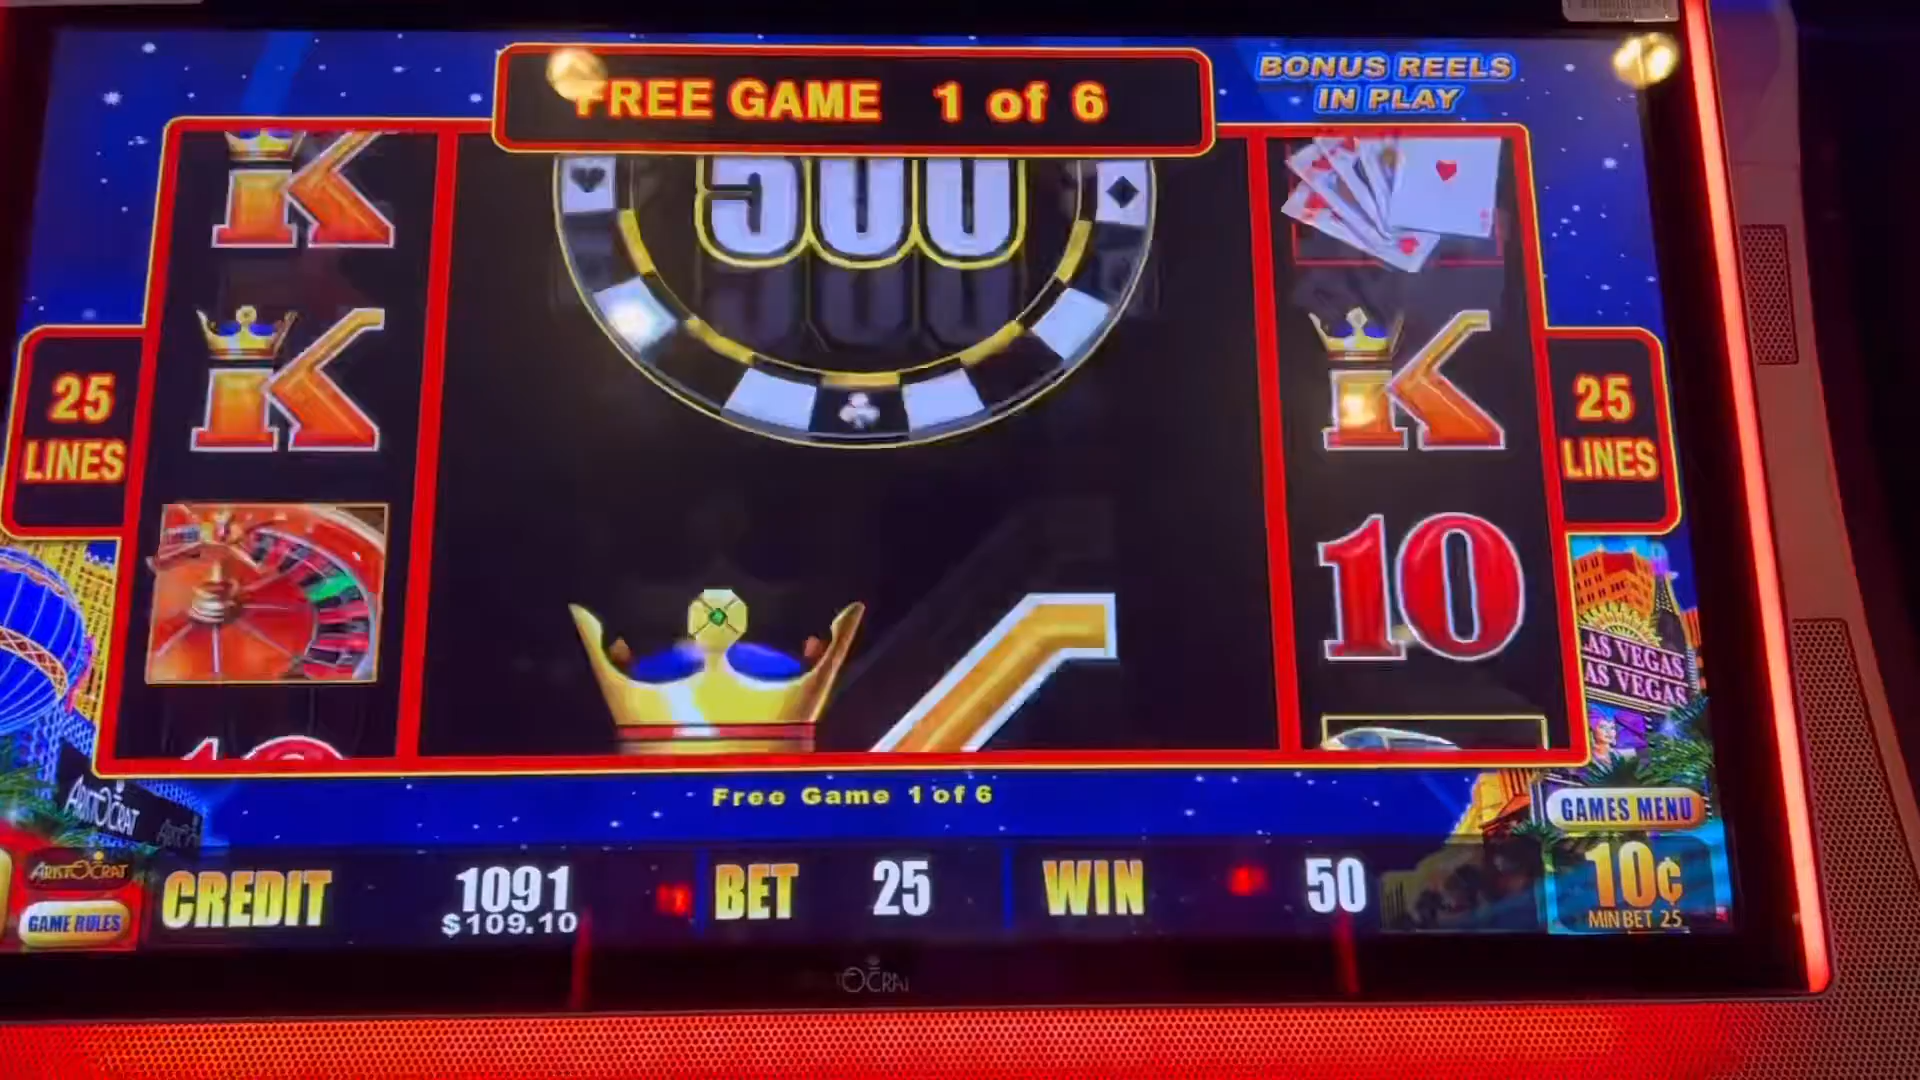 FREE GAME 1 of 6
BONUS REELS
IN PLAY
500
K
K
K
10
25
LINES
25
LINES
LAS VEGAS
LAS VEGAS
Free Game 1 of 6
GAMES MENU
ARISTOCRAT
ARISTOCRAT
GAME RULES
CREDIT 1091
$109.10
BET 25
WIN 50
10¢
MIN BET 25